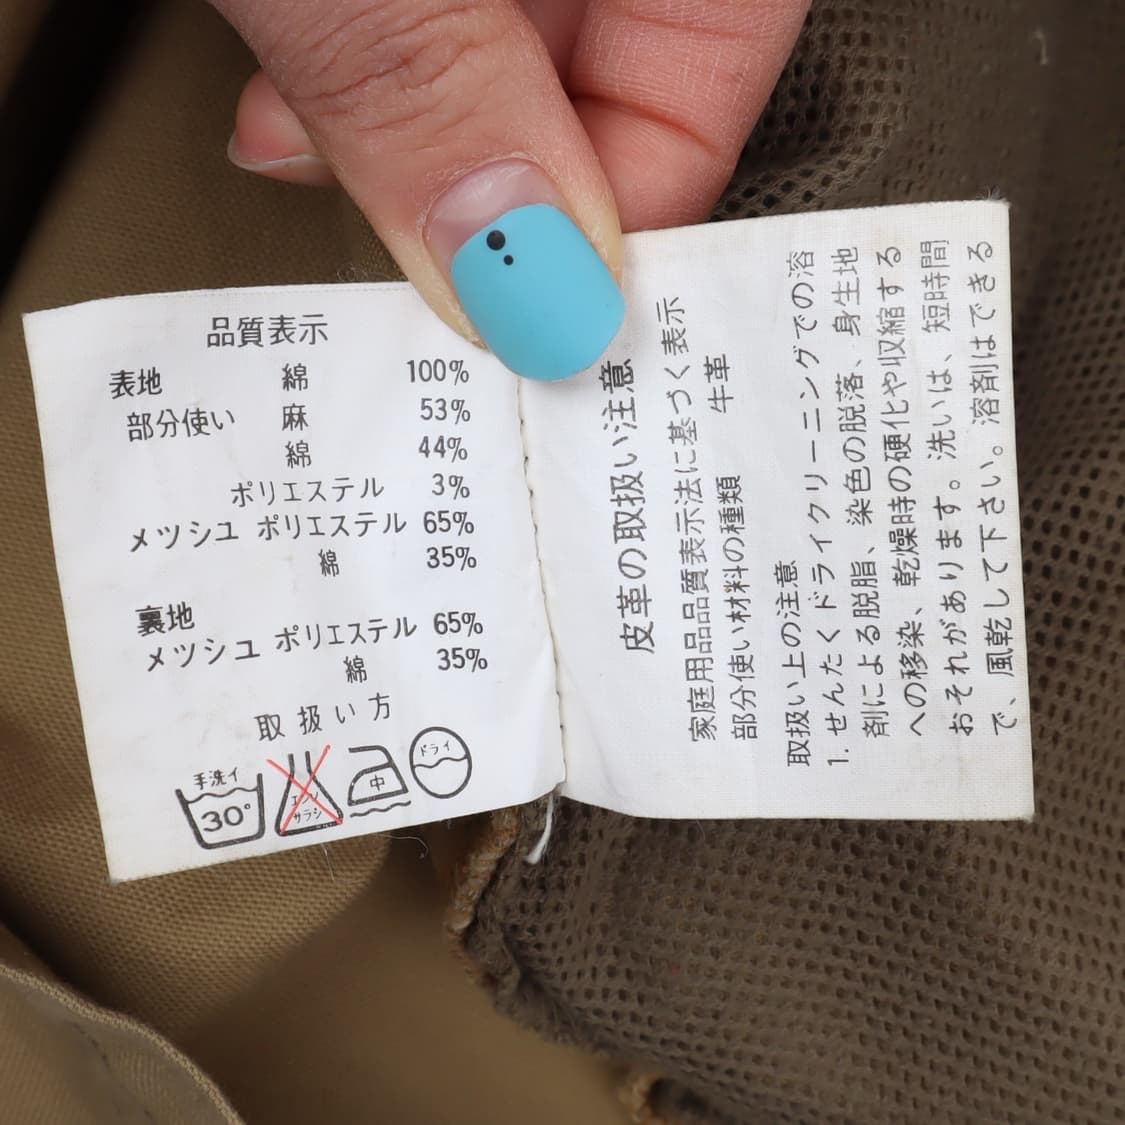 品質表示
表地 綿 100%
部分使い 麻 53%
綿 44%
ポリエステル 3%
メツシユ ポリエステル 65%
綿 35%
裏地
メツシユ ポリエステル 65%
綿 35%
取扱い方
手洗イ
30°
エンソ
サラシ
中
ドライ
皮革の取扱い注意
家庭用品品質表示法に基づく表示
部分使い材料の種類 牛革
取扱い上の注意
1. せんたくドライクリーニングでの溶
剤による脱脂、染色の脱落、身生地
への移染、乾燥時の硬化や収縮する
おそれがあります。洗いは、短時間
で、風乾して下さい。溶剤はできる